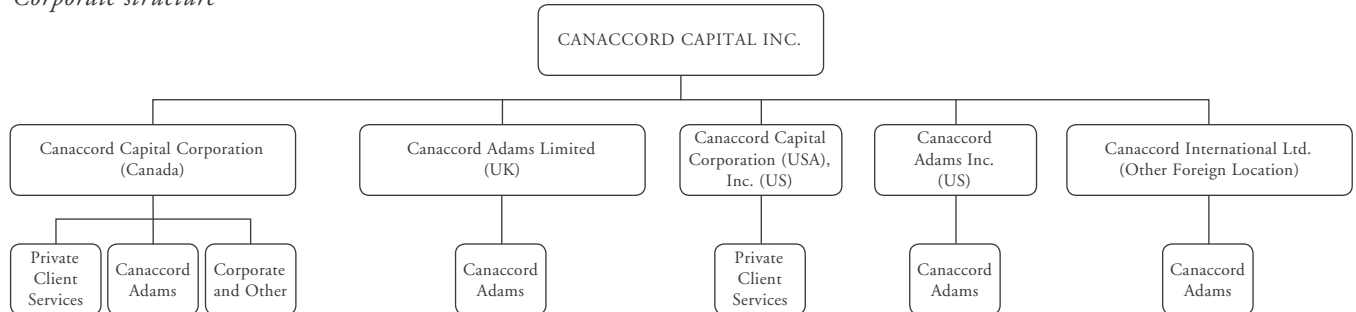 Corporate structure
CANACCORD CAPITAL INC.
Canaccord Capital Corporation
(Canada)
Canaccord Adams Limited
(UK)
Canaccord Capital
Corporation (USA),
Inc. (US)
Canaccord
Adams Inc.
(US)
Canaccord International Ltd.
(Other Foreign Location)
Private
Client
Services
Canaccord
Adams
Corporate
and Other
Canaccord
Adams
Private
Client
Services
Canaccord
Adams
Canaccord
Adams